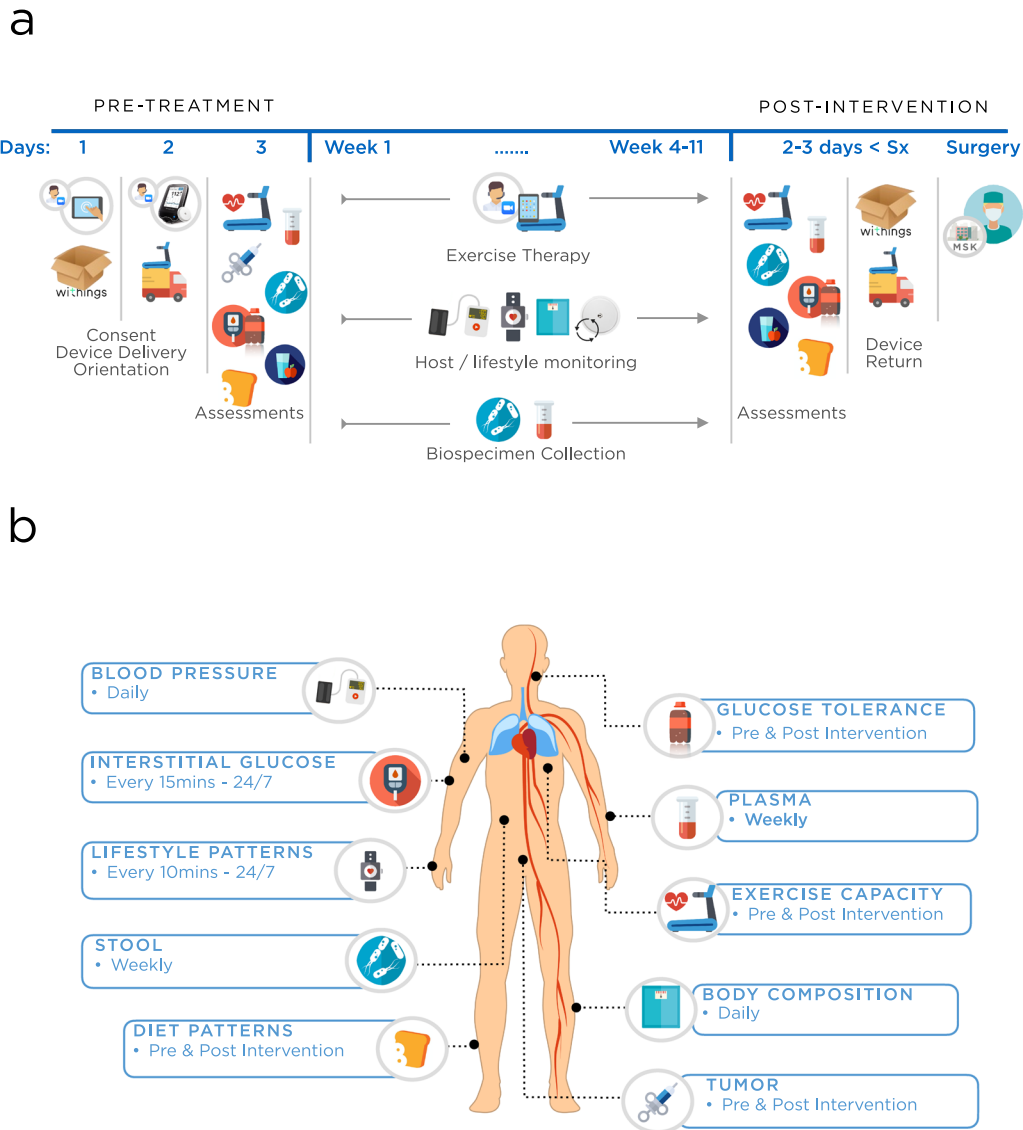 a
PRE-TREATMENT
POST-INTERVENTION
Days: 1 2 3 Week 1 ....... Week 4-11 2-3 days < Sx Surgery
withings
Consent
Device Delivery
Orientation
Assessments
Exercise Therapy
Host / lifestyle monitoring
Biospecimen Collection
Assessments
withings
Device
Return
MSK
b
BLOOD PRESSURE
• Daily
INTERSTITIAL GLUCOSE
• Every 15mins - 24/7
LIFESTYLE PATTERNS
• Every 10mins - 24/7
STOOL
• Weekly
DIET PATTERNS
• Pre & Post Intervention
GLUCOSE TOLERANCE
• Pre & Post Intervention
PLASMA
• Weekly
EXERCISE CAPACITY
• Pre & Post Intervention
BODY COMPOSITION
• Daily
TUMOR
• Pre & Post Intervention